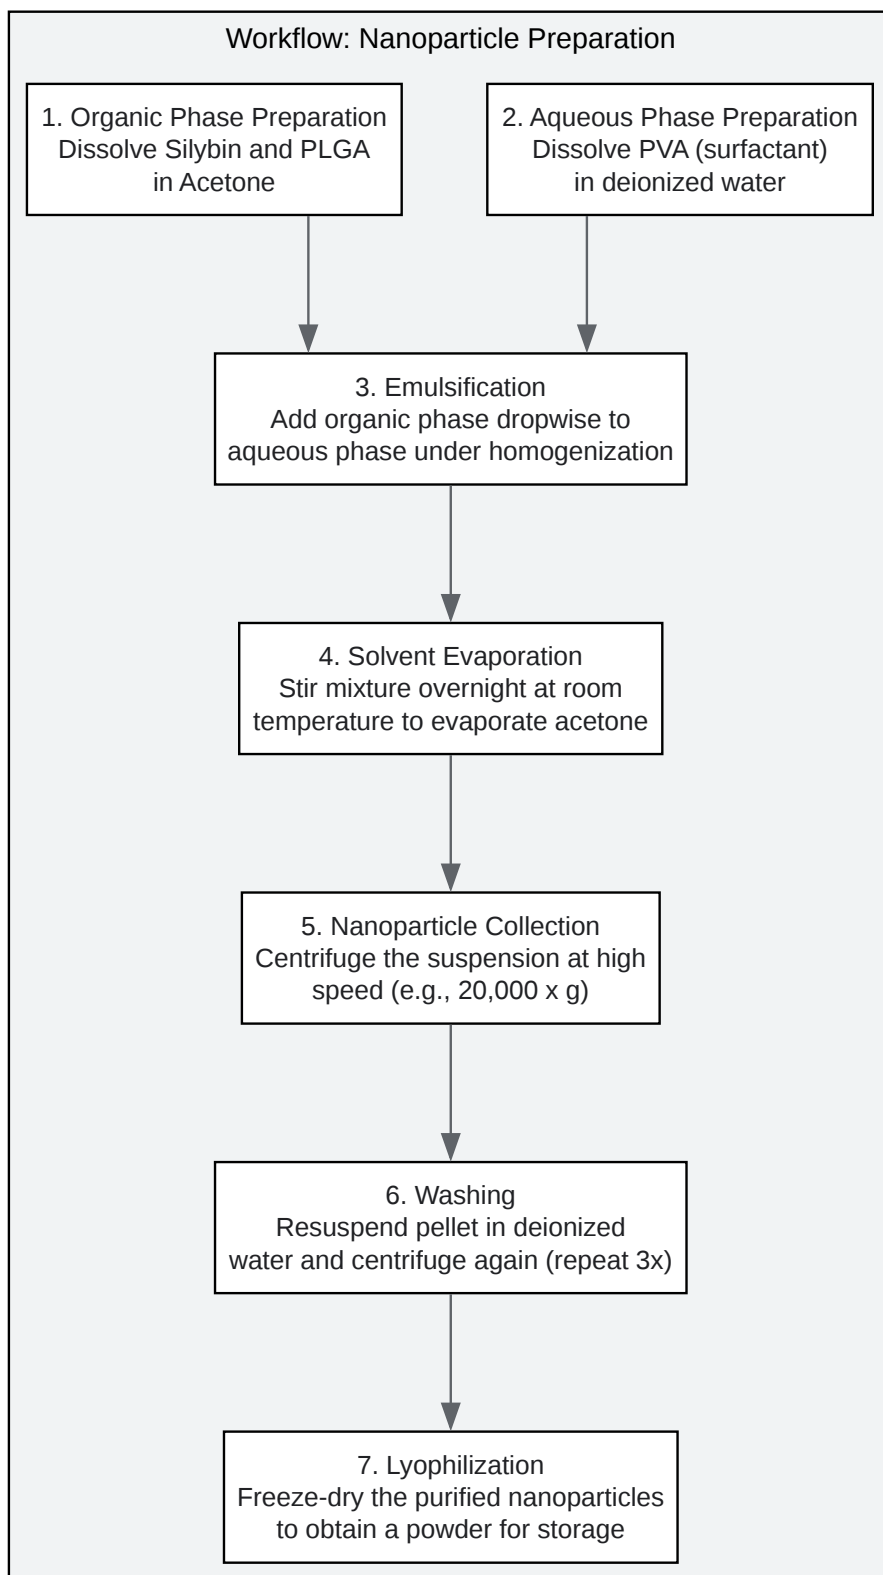 Workflow: Nanoparticle Preparation
1. Organic Phase Preparation
Dissolve Silybin and PLGA
in Acetone
2. Aqueous Phase Preparation
Dissolve PVA (surfactant)
in deionized water
3. Emulsification
Add organic phase dropwise to
aqueous phase under homogenization
4. Solvent Evaporation
Stir mixture overnight at room
temperature to evaporate acetone
5. Nanoparticle Collection
Centrifuge the suspension at high
speed (e.g., 20,000 x g)
6. Washing
Resuspend pellet in deionized
water and centrifuge again (repeat 3x)
7. Lyophilization
Freeze-dry the purified nanoparticles
to obtain a powder for storage